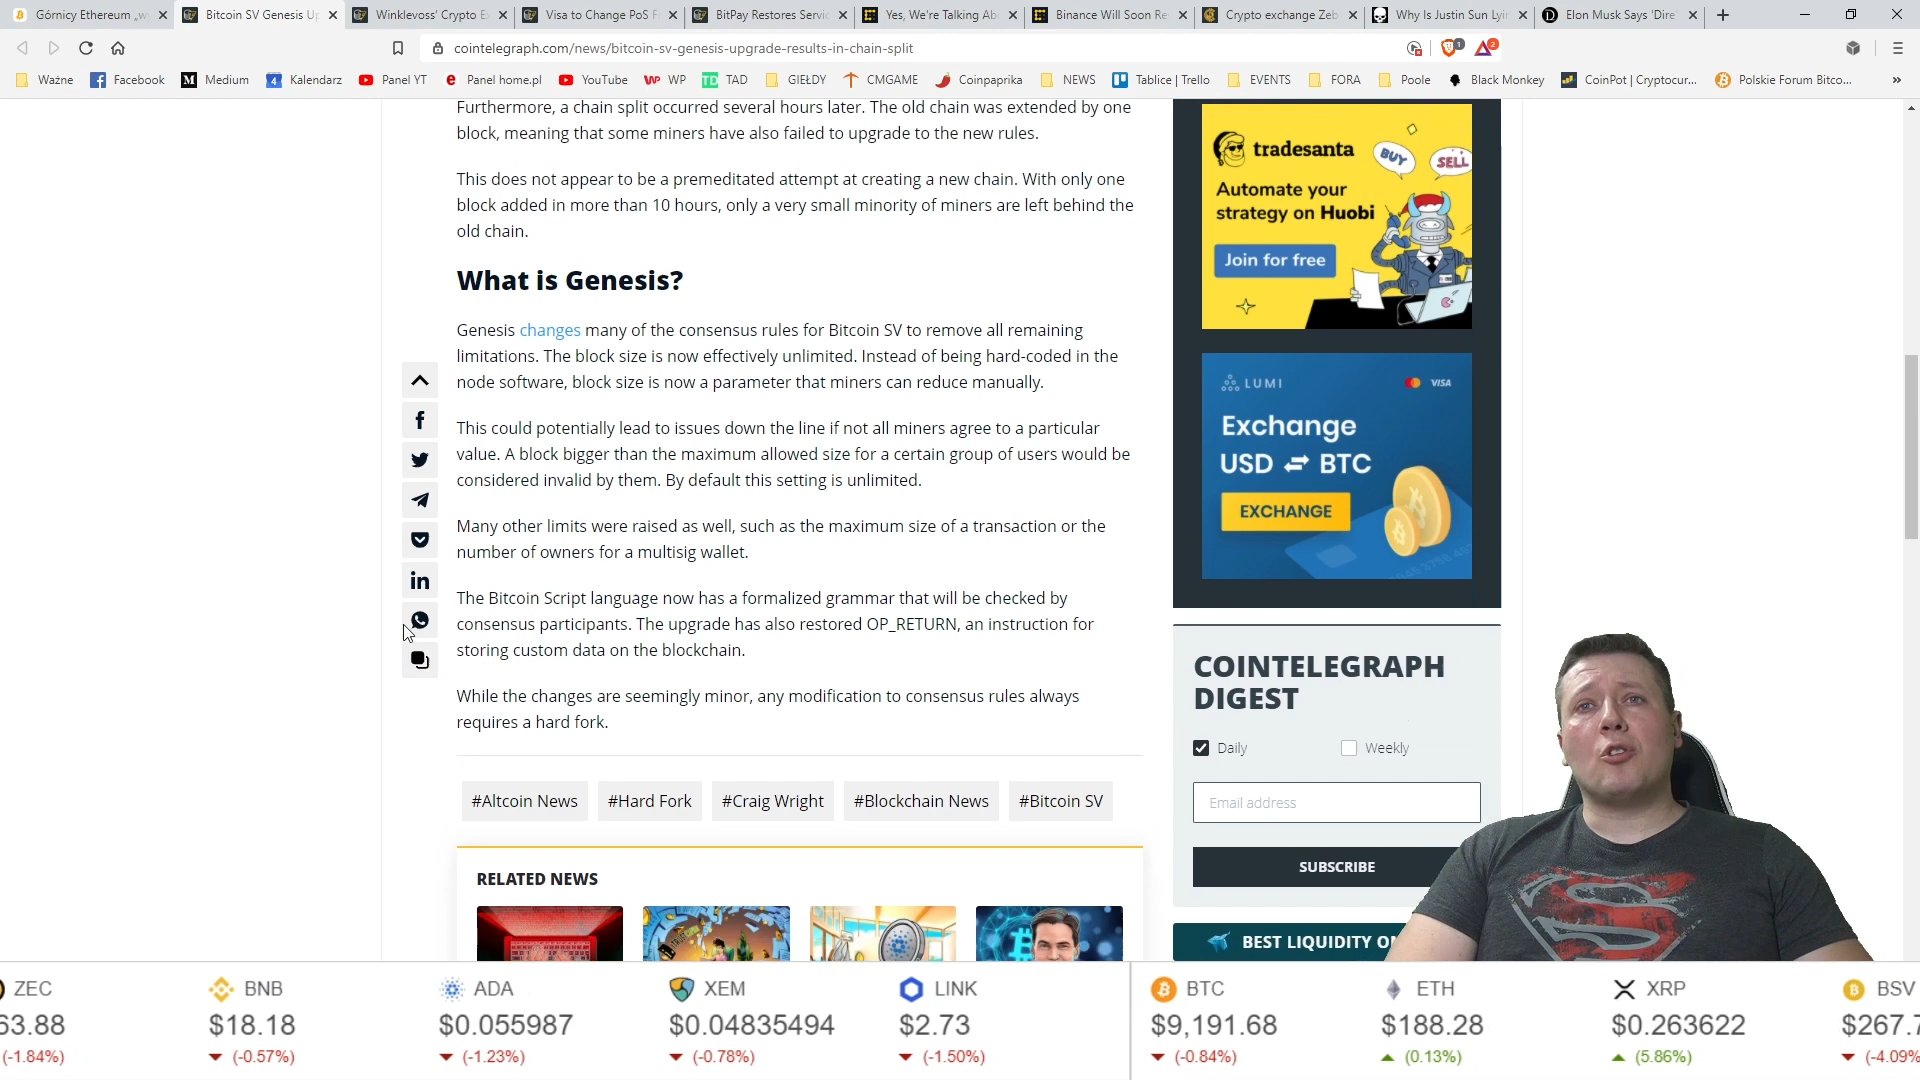 Górnicy Ethereum „wy
Bitcoin SV Genesis Up
Winklevoss' Crypto E
Visa to Change PoS F
BitPay Restores Servic
Yes, We're Talking Ab
Binance Will Soon Re
Crypto exchange Zeb
Why Is Justin Sun Lyi
Elon Musk Says 'Dire
cointelegraph.com/news/bitcoin-sv-genesis-upgrade-results-in-chain-split
1
2
Ważne
Facebook
Medium
Kalendarz
Panel YT
Panel home.pl
YouTube
WP
TAD
GIEŁDY
CMGAME
Coinpaprika
NEWS
Tablice | Trello
EVENTS
FORA
Poole
Black Monkey
CoinPot | Cryptocur...
Polskie Forum Bitco...
»
Furthermore, a chain split occurred several hours later. The old chain was extended by one
block, meaning that some miners have also failed to upgrade to the new rules.
This does not appear to be a premeditated attempt at creating a new chain. With only one
block added in more than 10 hours, only a very small minority of miners are left behind the
old chain.
What is Genesis?
Genesis changes many of the consensus rules for Bitcoin SV to remove all remaining
limitations. The block size is now effectively unlimited. Instead of being hard-coded in the
node software, block size is now a parameter that miners can reduce manually.
This could potentially lead to issues down the line if not all miners agree to a particular
value. A block bigger than the maximum allowed size for a certain group of users would be
considered invalid by them. By default this setting is unlimited.
Many other limits were raised as well, such as the maximum size of a transaction or the
number of owners for a multisig wallet.
The Bitcoin Script language now has a formalized grammar that will be checked by
consensus participants. The upgrade has also restored OP_RETURN, an instruction for
storing custom data on the blockchain.
While the changes are seemingly minor, any modification to consensus rules always
requires a hard fork.
#Altcoin News
#Hard Fork
#Craig Wright
#Blockchain News
#Bitcoin SV
RELATED NEWS
tradesanta
BUY
SELL
Automate your
strategy on Huobi
Join for free
LUMI
VISA
Exchange
USD ⇌ BTC
EXCHANGE
COINTELEGRAPH
DIGEST
Daily
Weekly
Email address
SUBSCRIBE
BEST LIQUIDITY
ZEC
63.88
(-1.84%)
BNB
$18.18
(-0.57%)
ADA
$0.055987
(-1.23%)
XEM
$0.04835494
(-0.78%)
LINK
$2.73
(-1.50%)
BTC
$9,191.68
(-0.84%)
ETH
$188.28
(0.13%)
XRP
$0.263622
(5.86%)
BSV
$267.7
(-4.09%